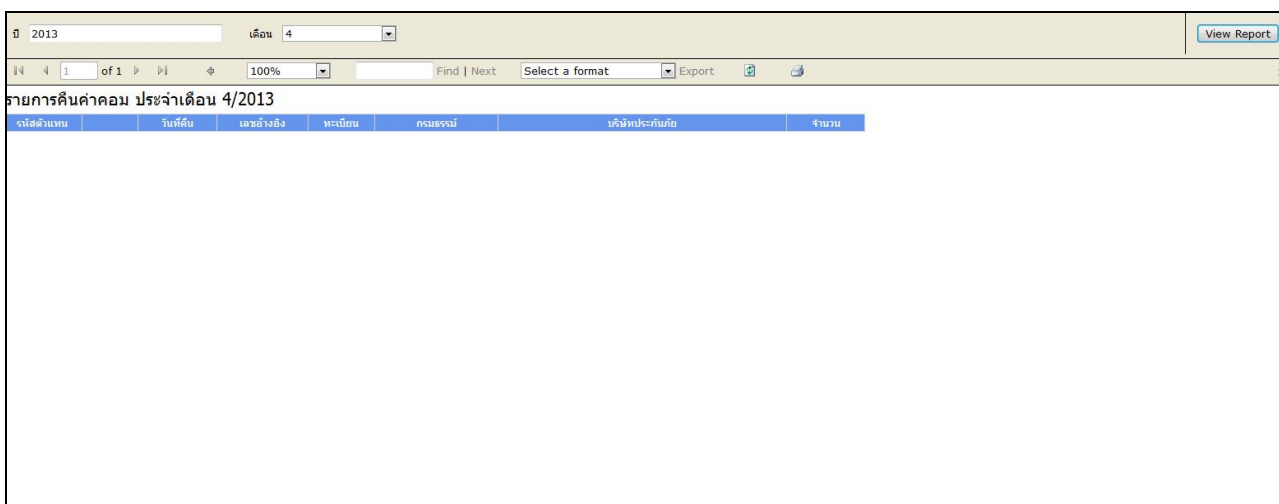 ปี 2013 เดือน 4 View Report
1 of 1 100% Find | Next Select a format Export
รายการคืนค่าคอม ประจำเดือน 4/2013
รหัสตัวแทน วันที่คืน เลขอ้างอิง ทะเบียน กรมธรรม์ บริษัทประกันภัย จำนวน